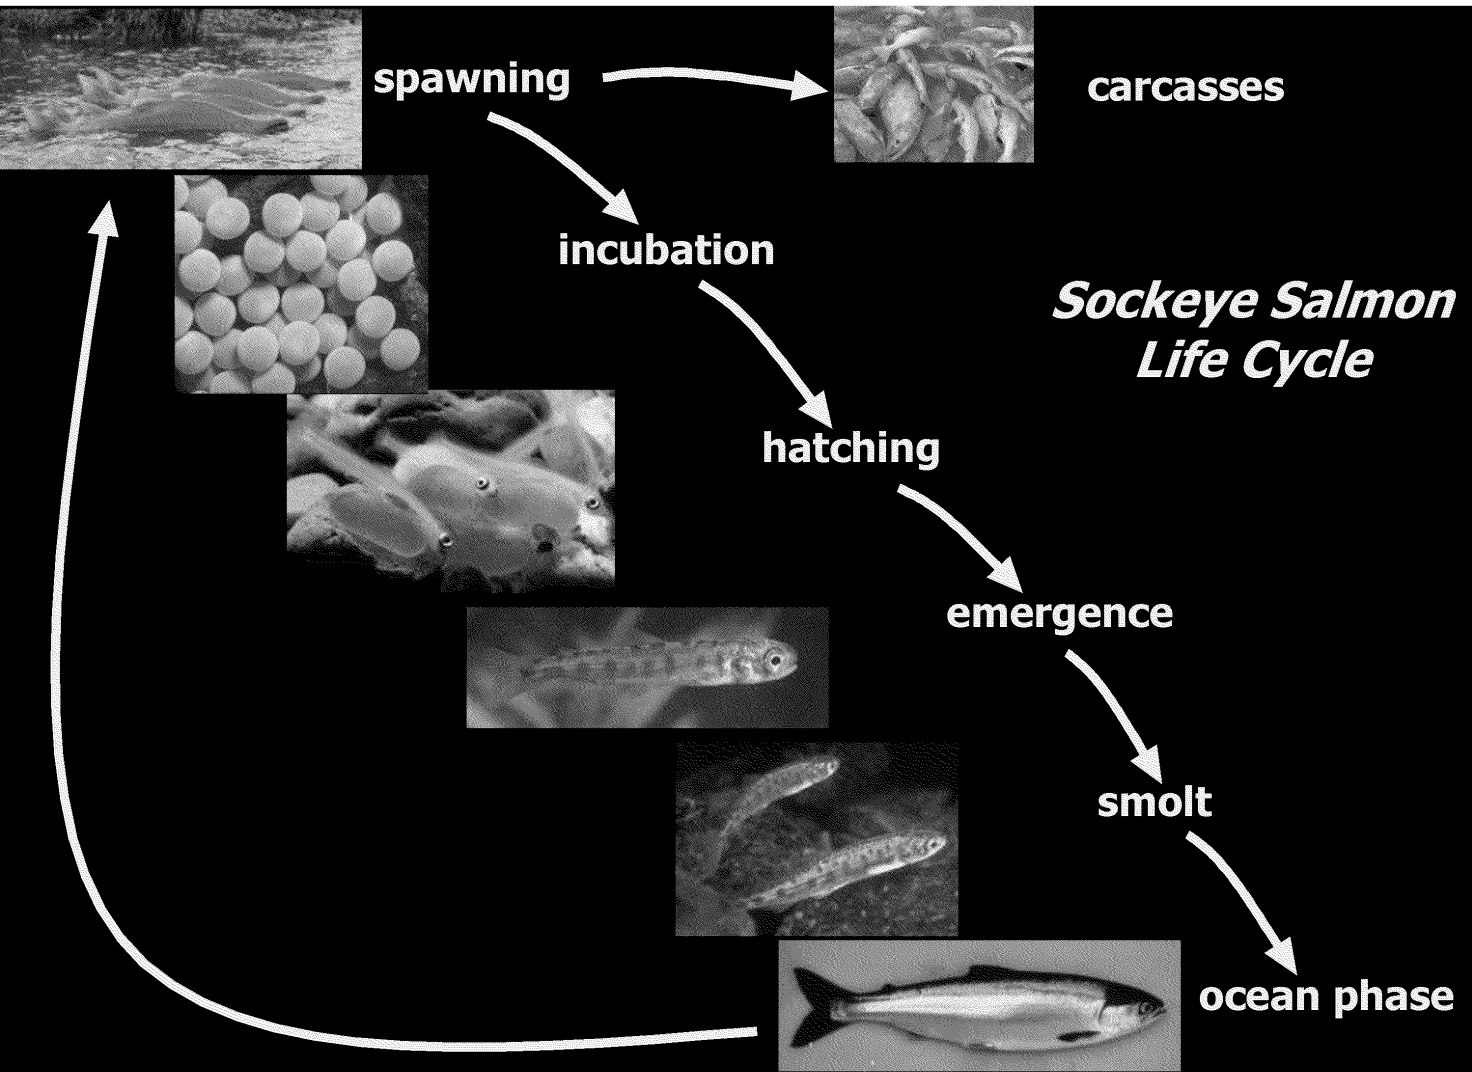 spawning
carcasses
incubation
Sockeye Salmon
Life Cycle
hatching
emergence
smolt
ocean phase